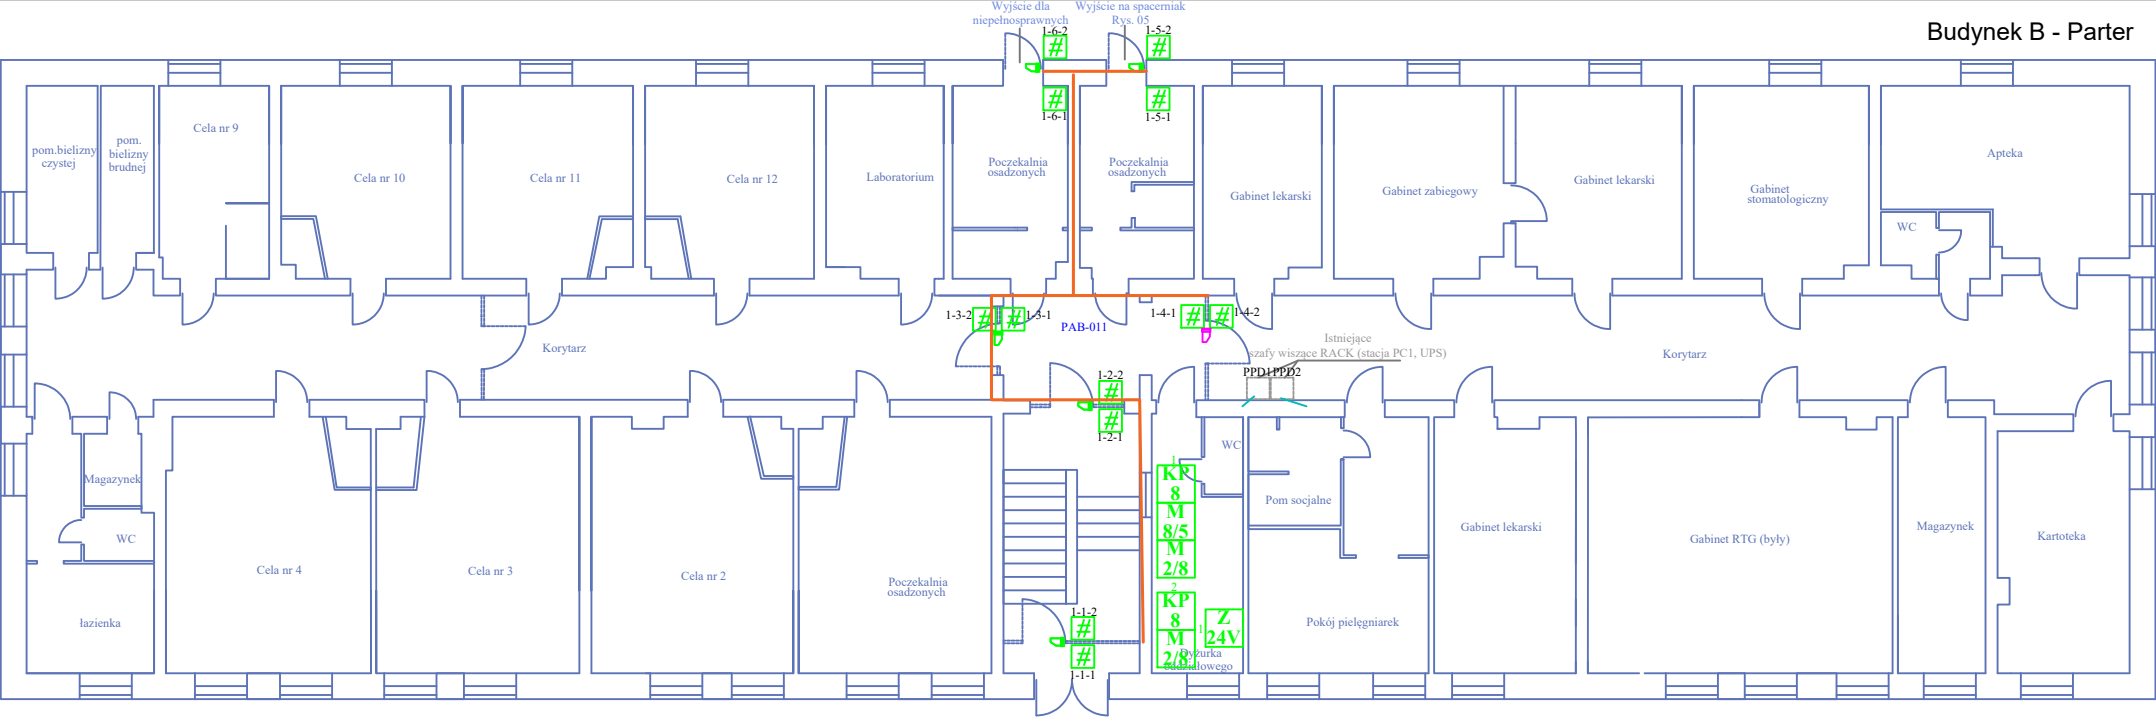 Budynek B - Parter
Wyjście dla
niepełnosprawnych
Wyjście na spacerniak
Rys. 05
1-6-2
#
1-5-2
#
#
1-6-1
#
1-5-1
pom.bielizny
czystej
pom.
bielizny
brudnej
Cela nr 9
Cela nr 10
Cela nr 11
Cela nr 12
Laboratorium
Poczekalnia
osadzonych
Poczekalnia
osadzonych
Gabinet lekarski
Gabinet zabiegowy
Gabinet lekarski
Gabinet
stomatologiczny
Apteka
WC
1-3-2
#
#
1-3-1
PAB-011
1-4-1
#
#
1-4-2
Korytarz
Istniejące
szafy wiszące RACK (stacja PC1, UPS)
Korytarz
PPD1
PPD2
1-2-2
#
#
1-2-1
Magazynek
WC
łazienka
Cela nr 4
Cela nr 3
Cela nr 2
Poczekalnia
osadzonych
1-1-2
#
#
1-1-1
WC
1
KP
8
M
8/5
M
2/8
2
KP
8
M
2/8
1
Z
24V
Dyżurka
oddziałowego
Pom socjalne
Pokój pielęgniarek
Gabinet lekarski
Gabinet RTG (były)
Magazynek
Kartoteka